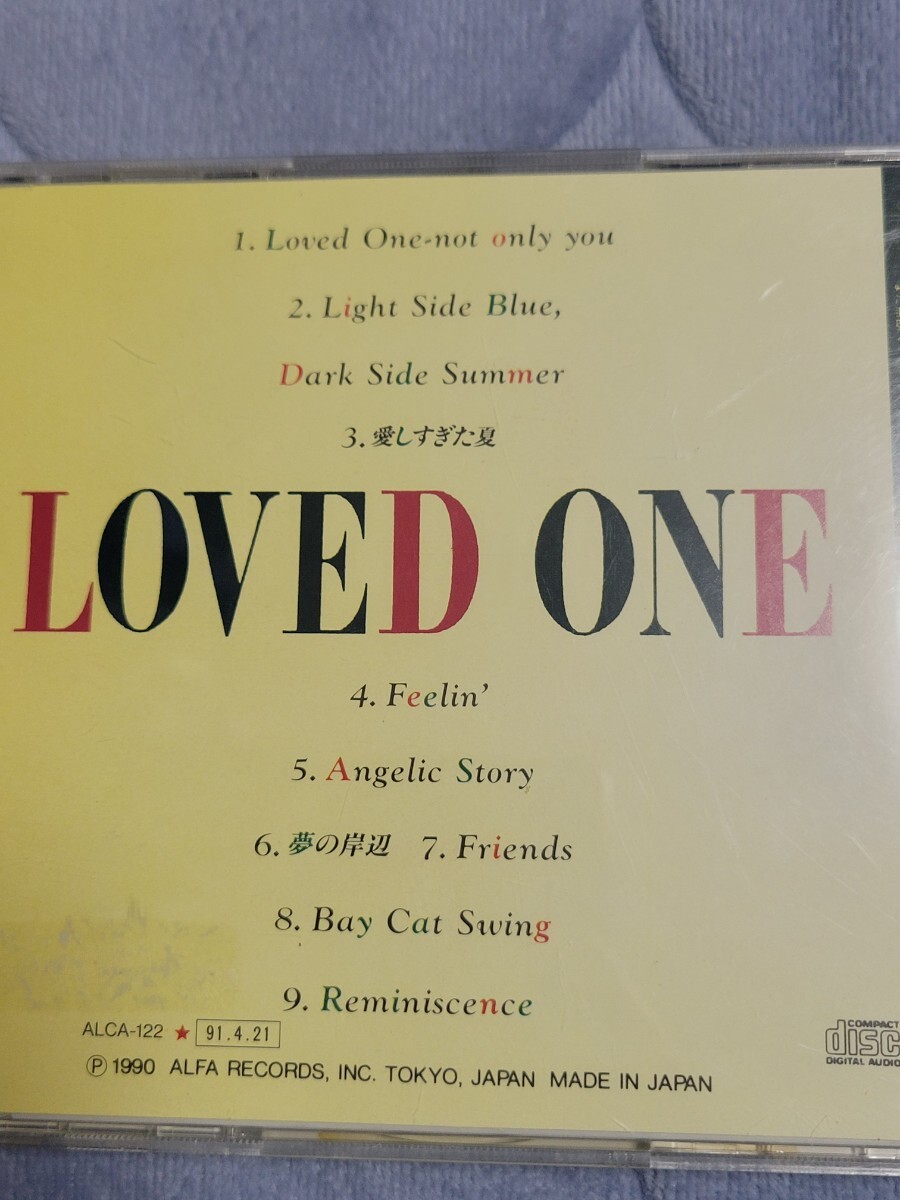 1. Loved One-not only you
2. Light Side Blue,
Dark Side Summer
3. 愛しすぎた夏
LOVED ONE
4. Feelin’
5. Angelic Story
6. 夢の岸辺 7. Friends
8. Bay Cat Swing
9. Reminiscence
ALCA-122 ★ 91.4.21
Ⓟ 1990 ALFA RECORDS, INC. TOKYO, JAPAN MADE IN JAPAN
COMPACT
disc
DIGITAL AUDIO